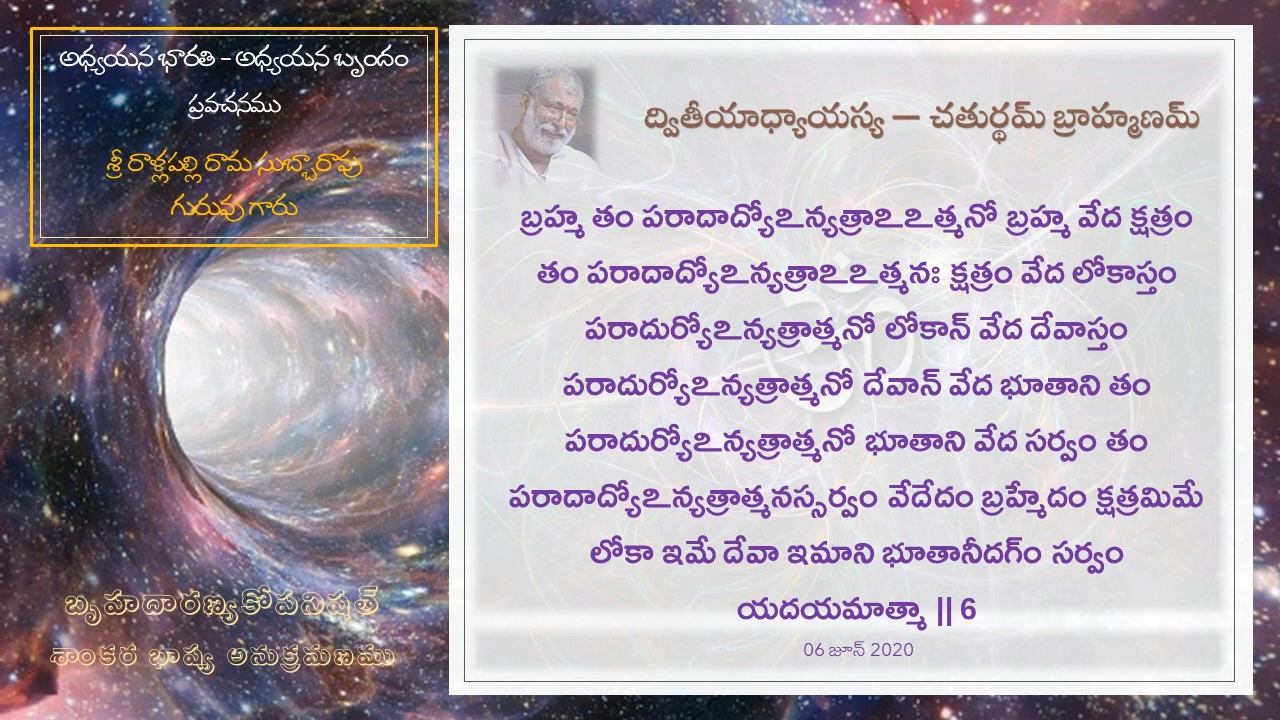 అధ్యయన భారతి – అధ్యయన బృందం
ప్రవచనము
శ్రీ రాళ్లపల్లి రామ సుబ్బారావు
గురువు గారు
బృహదారణ్యకోపనిషత్
శాంకర భాష్య అనుక్రమణము
ద్వితీయాధ్యాయస్య — చతుర్థమ్ బ్రాహ్మణమ్
బ్రహ్మ తం పరాదాద్యోఽన్యత్రాఽఽత్మనో బ్రహ్మ వేద క్షత్రం
తం పరాదాద్యోఽన్యత్రాఽఽత్మనః క్షత్రం వేద లోకాస్తం
పరాదుర్యోఽన్యత్రాత్మనో లోకాన్ వేద దేవాస్తం
పరాదుర్యోఽన్యత్రాత్మనో దేవాన్ వేద భూతాని తం
పరాదుర్యోఽన్యత్రాత్మనో భూతాని వేద సర్వం తం
పరాదాద్యోఽన్యత్రాత్మనస్సర్వం వేదేదం బ్రహ్మేదం క్షత్రమిమే
లోకా ఇమే దేవా ఇమాని భూతానీదగ్ం సర్వం
యదయమాత్మా || 6
06 జూన్ 2020